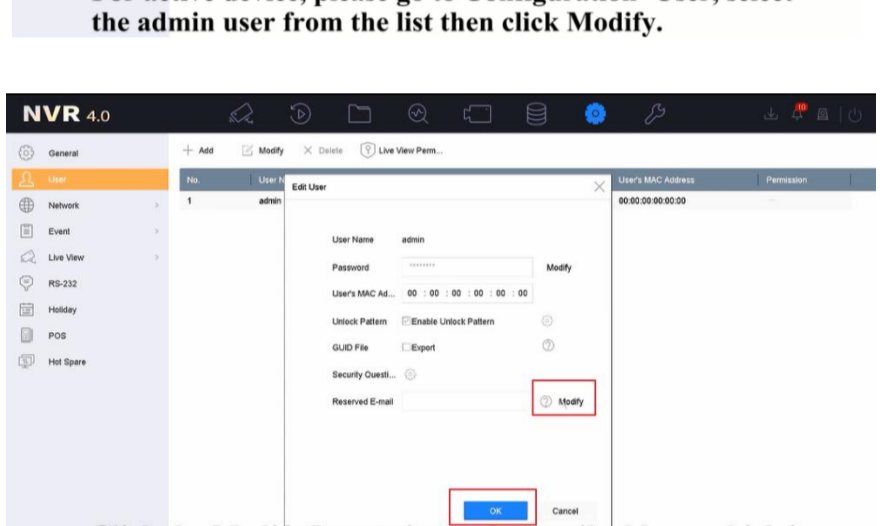 the admin user from the list then click Modify.
NVR 4.0
10
General
User
Network
Event
Live View
RS-232
Holiday
POS
Hot Spare
Add Modify Delete Live View Perm...
No. User N User's MAC Address Permission
1 admin 00:00:00:00:00:00
Edit User
User Name admin
Password ******** Modify
User's MAC Ad... 00 : 00 : 00 : 00 : 00 : 00
Unlock Pattern Enable Unlock Pattern
GUID File Export
Security Questi...
Reserved E-mail Modify
OK Cancel